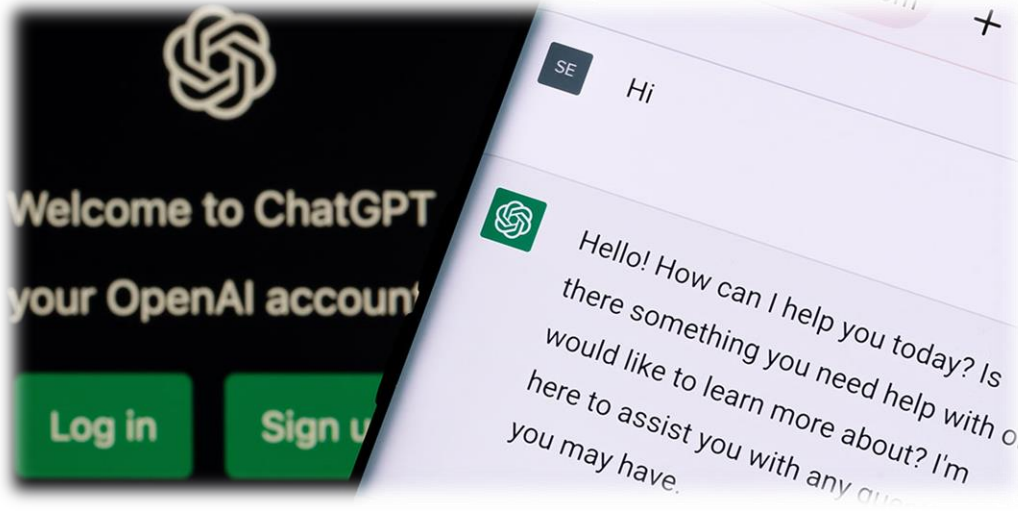 Welcome to ChatGPT
your OpenAI account
Log in
Sign u
SE
Hi
Hello! How can I help you today? Is
there something you need help with o
would like to learn more about? I'm
here to assist you with any
you may have.